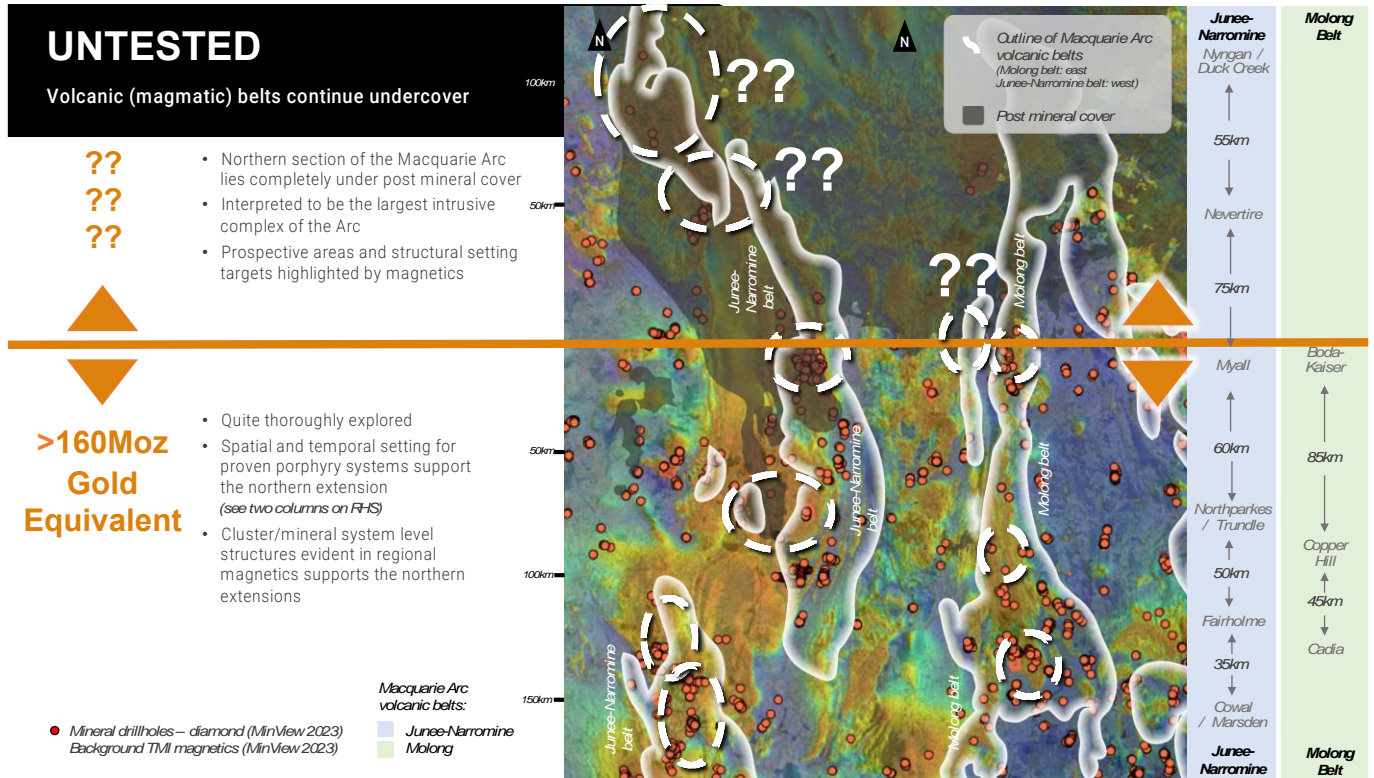 UNTESTED
Volcanic (magmatic) belts continue undercover
??
??
??
• Northern section of the Macquarie Arc
lies completely under post mineral cover
• Interpreted to be the largest intrusive
complex of the Arc
• Prospective areas and structural setting
targets highlighted by magnetics
>160Moz
Gold
Equivalent
• Quite thoroughly explored
• Spatial and temporal setting for
proven porphyry systems support
the northern extension
(see two columns on RHS)
• Cluster/mineral system level
structures evident in regional
magnetics supports the northern
extensions
Mineral drillholes – diamond (MinView 2023)
Background TMI magnetics (MinView 2023)
Macquarie Arc
volcanic belts:
Junee-Narromine
Molong
100km
50km
50km
100km
150km
N
N
??
??
??
Outline of Macquarie Arc
volcanic belts
(Molong belt: east
Junee-Narromine belt: west)
Post mineral cover
Junee-
Narromine
belt
Molong belt
Junee-Narromine
belt
Molong belt
Junee-Narromine
belt
Molong belt
Junee-
Narromine
Nyngan /
Duck Creek
55km
Nevertire
75km
Myall
60km
Northparkes
/ Trundle
50km
Fairholme
35km
Cowal
/ Marsden
Junee-
Narromine
Molong
Belt
Boda-
Kaiser
85km
Copper
Hill
45km
Cadia
Molong
Belt